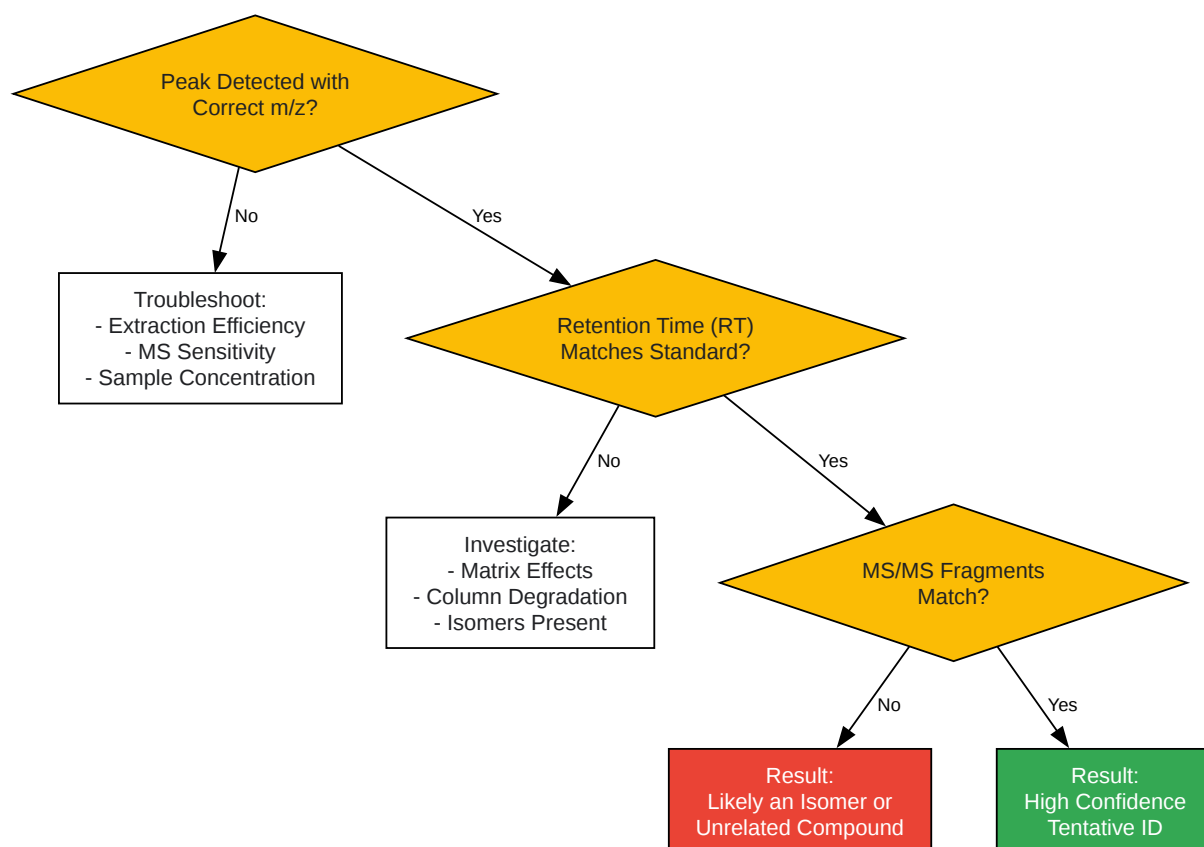 Peak Detected with
Correct m/z?
No
Yes
Troubleshoot:
- Extraction Efficiency
- MS Sensitivity
- Sample Concentration
Retention Time (RT)
Matches Standard?
No
Yes
Investigate:
- Matrix Effects
- Column Degradation
- Isomers Present
MS/MS Fragments
Match?
No
Yes
Result:
Likely an Isomer or
Unrelated Compound
Result:
High Confidence
Tentative ID